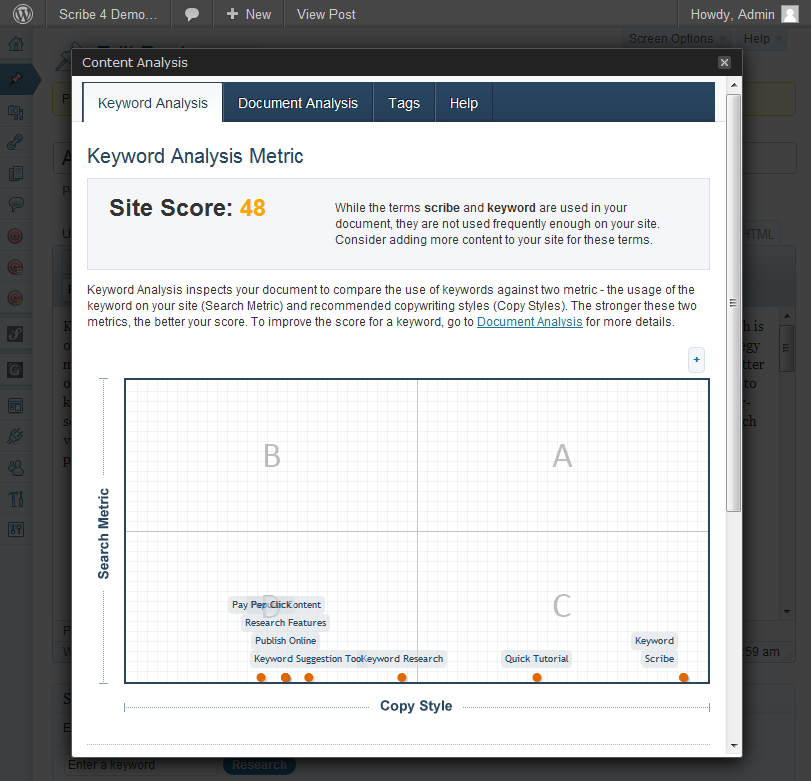 Scribe 4 Demo...
+ New
View Post
Howdy, Admin
Screen Options
Help
Content Analysis
Keyword Analysis
Document Analysis
Tags
Help
Keyword Analysis Metric
Site Score: 48
While the terms scribe and keyword are used in your
document, they are not used frequently enough on your site.
Consider adding more content to your site for these terms.
Keyword Analysis inspects your document to compare the use of keywords against two metric - the usage of the
keyword on your site (Search Metric) and recommended copywriting styles (Copy Styles). The stronger these two
metrics, the better your score. To improve the score for a keyword, go to Document Analysis for more details.
+
HTML
B
A
Search Metric
D
C
Pay Per Click
Content
Research Features
Publish Online
Keyword
Keyword Suggestion Tool
Keyword Research
Quick Tutorial
Scribe
Copy Style
:59 am
Enter a keyword
Research